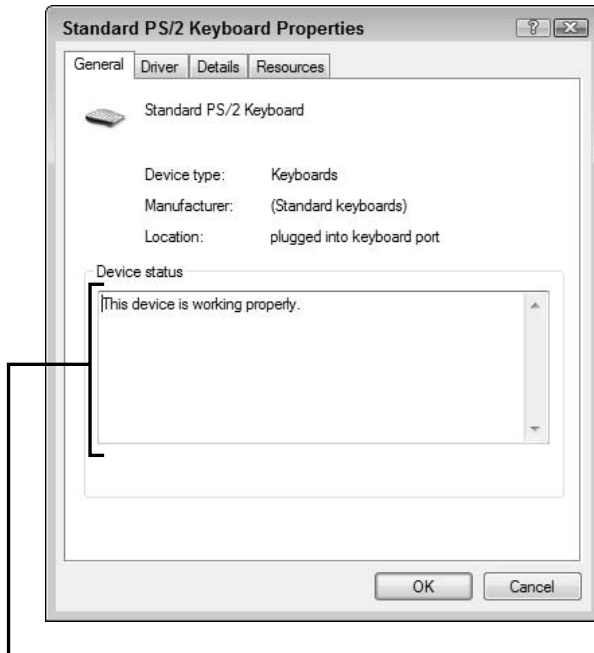 Standard PS/2 Keyboard Properties
General Driver Details Resources
Standard PS/2 Keyboard
Device type: Keyboards
Manufacturer: (Standard keyboards)
Location: plugged into keyboard port
Device status
This device is working properly.
OK Cancel